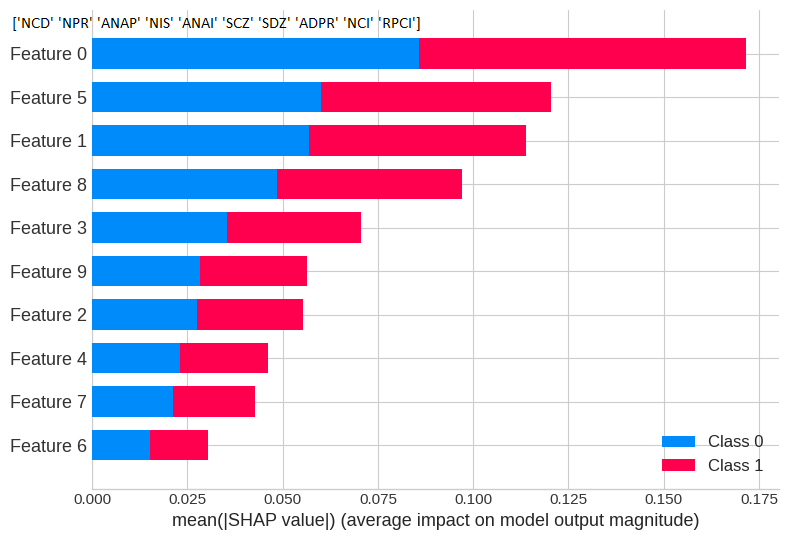 ['NCD' 'NPR' 'ANAP' 'NIS' 'ANAI' 'SCZ' 'SDZ' 'ADPR' 'NCI' 'RPCI']
Feature 0
Feature 5
Feature 1
Feature 8
Feature 3
Feature 9
Feature 2
Feature 4
Feature 7
Feature 6
Class 0
Class 1
0.000 0.025 0.050 0.075 0.100 0.125 0.150 0.175
mean(|SHAP value|) (average impact on model output magnitude)